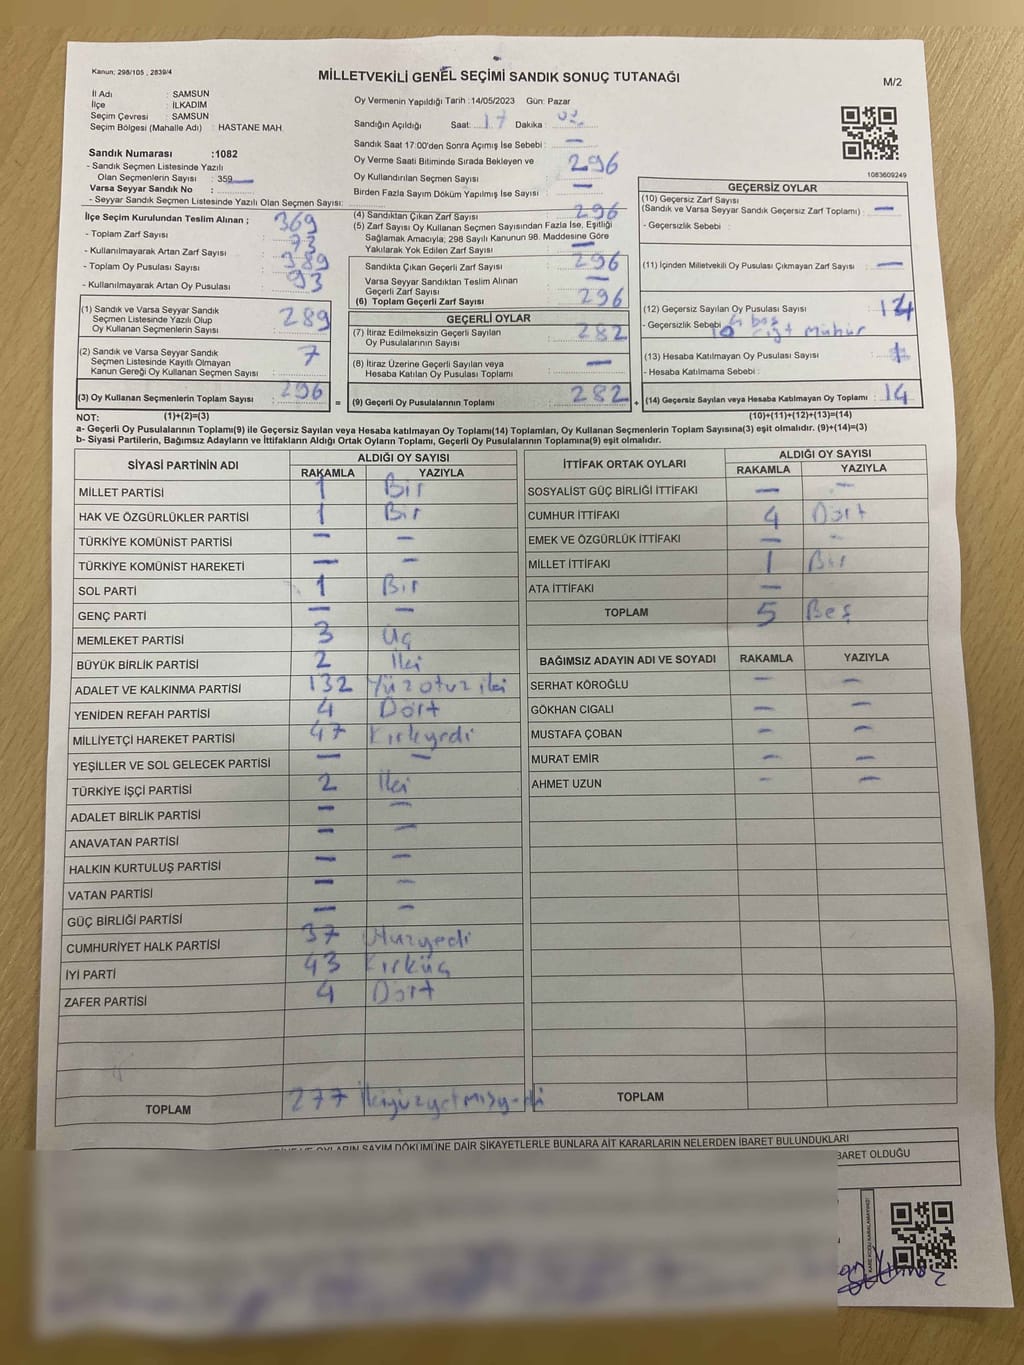 Kanun; 298/105 , 2839/4
MİLLETVEKİLİ GENEL SEÇİMİ SANDIK SONUÇ TUTANAĞI
M/2
İl Adı : SAMSUN
İlçe : İLKADIM
Seçim Çevresi : SAMSUN
Seçim Bölgesi (Mahalle Adı) : HASTANE MAH.
Sandık Numarası :1082
- Sandık Seçmen Listesinde Yazılı
Olan Seçmenlerin Sayısı : 359
Varsa Seyyar Sandık No :
- Seyyar Sandık Seçmen Listesinde Yazılı Olan Seçmen Sayısı:
Oy Vermenin Yapıldığı Tarih :14/05/2023 Gün: Pazar
Sandığın Açıldığı Saat: 17 Dakika : 02
Sandık Saat 17:00'den Sonra Açımış İse Sebebi : —
Oy Verme Saati Bitiminde Sırada Bekleyen ve
Oy Kullandırılan Seçmen Sayısı : 296
Birden Fazla Sayım Döküm Yapılmış İse Sayısı : —
1083609249
İlçe Seçim Kurulundan Teslim Alınan ;
- Toplam Zarf Sayısı : 369
- Kullanılmayarak Artan Zarf Sayısı : 73
- Toplam Oy Pusulası Sayısı : 389
- Kullanılmayarak Artan Oy Pusulası : 93
(1) Sandık ve Varsa Seyyar Sandık
Seçmen Listesinde Yazılı Olup
Oy Kullanan Seçmenlerin Sayısı : 289
(2) Sandık ve Varsa Seyyar Sandık
Seçmen Listesinde Kayıtlı Olmayan
Kanun Gereği Oy Kullanan Seçmen Sayısı : 7
(3) Oy Kullanan Seçmenlerin Toplam Sayısı : 296
(4) Sandıktan Çıkan Zarf Sayısı : 296
(5) Zarf Sayısı Oy Kullanan Seçmen Sayısından Fazla İse, Eşitliği
Sağlamak Amacıyla; 298 Sayılı Kanunun 98. Maddesine Göre
Yakılarak Yok Edilen Zarf Sayısı : —
Sandıkta Çıkan Geçerli Zarf Sayısı : 296
Varsa Seyyar Sandıktan Teslim Alınan
Geçerli Zarf Sayısı : —
(6) Toplam Geçerli Zarf Sayısı : 296
GEÇERLİ OYLAR
(7) İtiraz Edilmeksizin Geçerli Sayılan
Oy Pusulalarının Sayısı : 282
(8) İtiraz Üzerine Geçerli Sayılan veya
Hesaba Katılan Oy Pusulası Toplamı : —
= (9) Geçerli Oy Pusulalarının Toplamı : 282 +
GEÇERSİZ OYLAR
(10) Geçersiz Zarf Sayısı
(Sandık ve Varsa Seyyar Sandık Geçersiz Zarf Toplamı) : —
- Geçersizlik Sebebi :
(11) İçinden Milletvekili Oy Pusulası Çıkmayan Zarf Sayısı : —
(12) Geçersiz Sayılan Oy Pusulası Sayısı : 14
- Geçersizlik Sebebi : 4 boş
10 çift mühür
(13) Hesaba Katılmayan Oy Pusulası Sayısı :
- Hesaba Katılmama Sebebi :
(14) Geçersiz Sayılan veya Hesaba Katılmayan Oy Toplamı : 14
NOT: (1)+(2)=(3) (10)+(11)+(12)+(13)=(14)
a- Geçerli Oy Pusulalarının Toplamı(9) ile Geçersiz Sayılan veya Hesaba katılmayan Oy Toplamı(14) Toplamları, Oy Kullanan Seçmenlerin Toplam Sayısına(3) eşit olmalıdır. (9)+(14)=(3)
b- Siyasi Partilerin, Bağımsız Adayların ve İttifakların Aldığı Ortak Oyların Toplamı, Geçerli Oy Pusulalarının Toplamına(9) eşit olmalıdır.
SİYASİ PARTİNİN ADI ALDIĞI OY SAYISI
RAKAMLA YAZIYLA
MİLLET PARTİSİ 1 Bir
HAK VE ÖZGÜRLÜKLER PARTİSİ 1 Bir
TÜRKİYE KOMÜNİST PARTİSİ — —
TÜRKİYE KOMÜNİST HAREKETİ — —
SOL PARTİ 1 Bir
GENÇ PARTİ — —
MEMLEKET PARTİSİ 3 Üç
BÜYÜK BİRLİK PARTİSİ 2 İki
ADALET VE KALKINMA PARTİSİ 132 Yüzotuziki
YENİDEN REFAH PARTİSİ 4 Dört
MİLLİYETÇİ HAREKET PARTİSİ 47 Kırkyedi
YEŞİLLER VE SOL GELECEK PARTİSİ — —
TÜRKİYE İŞÇİ PARTİSİ 2 İki
ADALET BİRLİK PARTİSİ — —
ANAVATAN PARTİSİ — —
HALKIN KURTULUŞ PARTİSİ — —
VATAN PARTİSİ — —
GÜÇ BİRLİĞİ PARTİSİ — —
CUMHURİYET HALK PARTİSİ 37 Otuzyedi
İYİ PARTİ 43 Kırküç
ZAFER PARTİSİ 4 Dört
TOPLAM 277 İkiyüzyetmişyedi
İTTİFAK ORTAK OYLARI ALDIĞI OY SAYISI
RAKAMLA YAZIYLA
SOSYALİST GÜÇ BİRLİĞİ İTTİFAKI — —
CUMHUR İTTİFAKI 4 Dört
EMEK VE ÖZGÜRLÜK İTTİFAKI — —
MİLLET İTTİFAKI 1 Bir
ATA İTTİFAKI —
TOPLAM 5 Beş
BAĞIMSIZ ADAYIN ADI VE SOYADI RAKAMLA YAZIYLA
SERHAT KÖROĞLU — —
GÖKHAN CIGALI — —
MUSTAFA ÇOBAN — —
MURAT EMİR — —
AHMET UZUN — —
TOPLAM
OYLARIN SAYIM DÖKÜMÜNE DAİR ŞİKAYETLERLE BUNLARA AİT KARARLARIN NELERDEN İBARET BULUNDUKLARI
BARET OLDUĞU